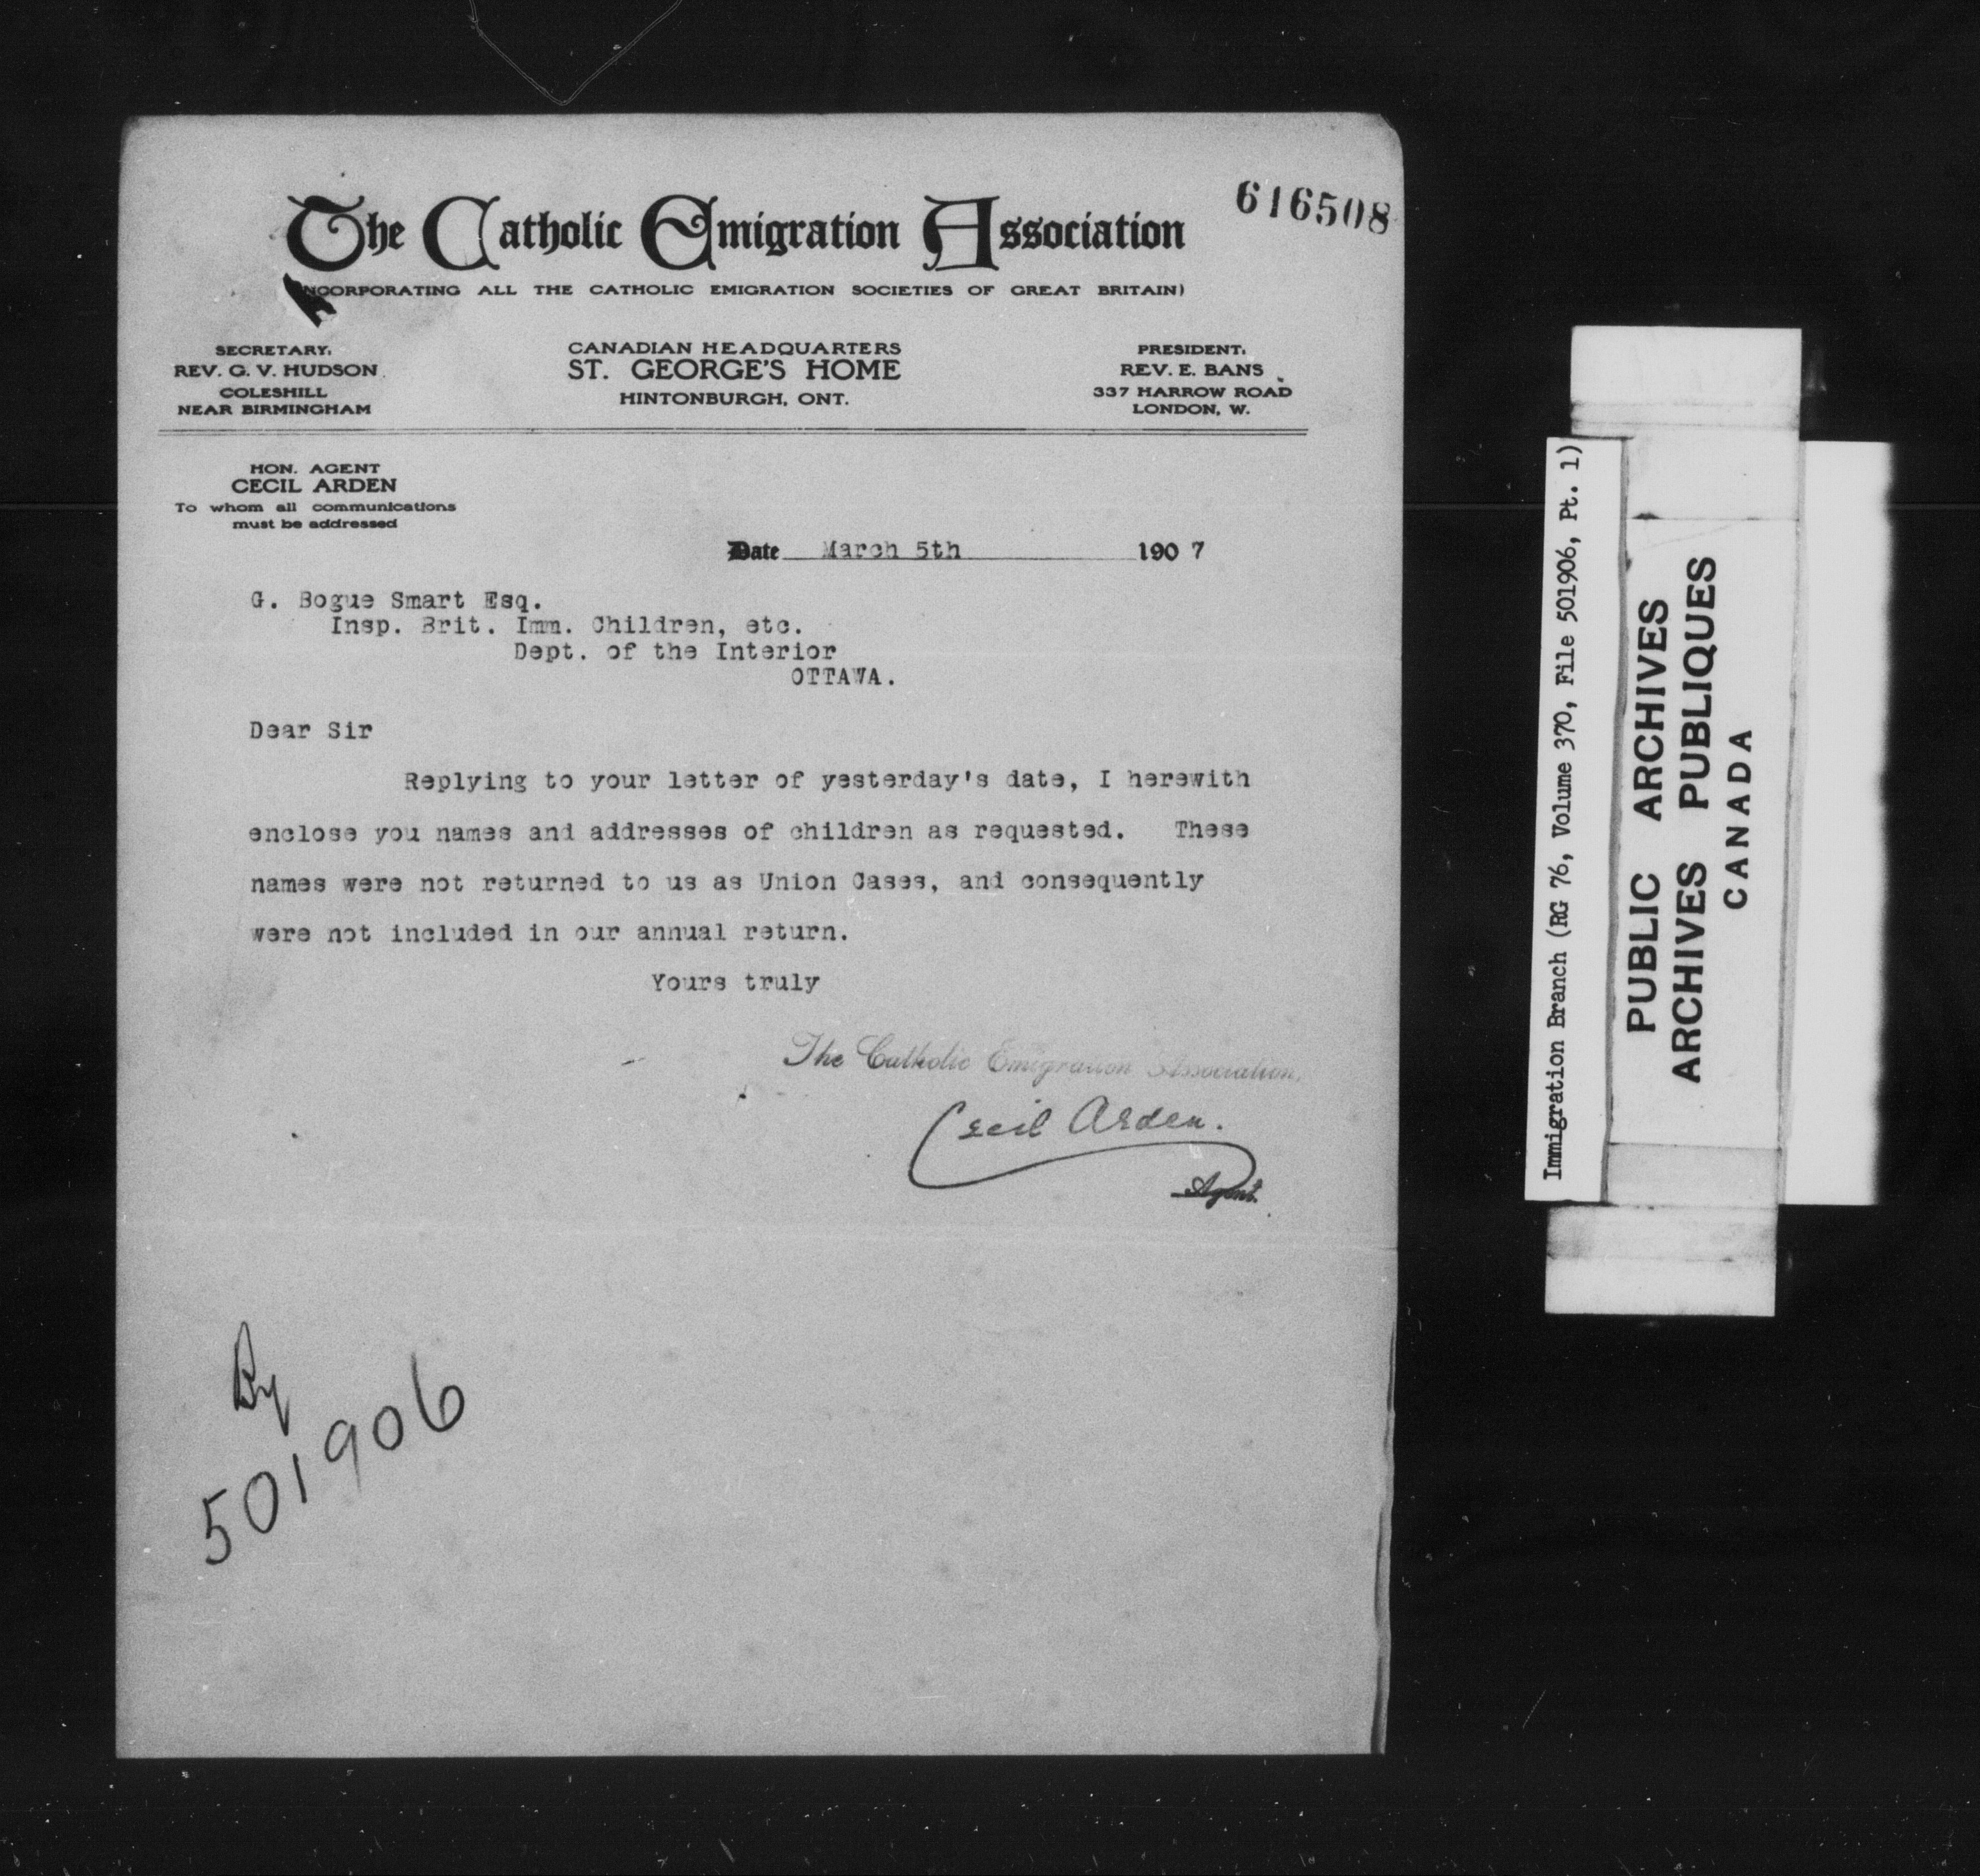 616508
The Catholic Emigration Association
INCORPORATING ALL THE CATHOLIC EMIGRATION SOCIETIES OF GREAT BRITAIN)
SECRETARY,
REV. G. V. HUDSON
COLESHILL
NEAR BIRMINGHAM
CANADIAN HEADQUARTERS
ST. GEORGE'S HOME
HINTONBURGH, ONT.
PRESIDENT,
REV. E. BANS
337 HARROW ROAD
LONDON, W.
HON. AGENT
CECIL ARDEN
To whom all communications
must be addressed
Date March 5th 1907
G. Bogue Smart Esq.
Insp. Brit. Imm. Children, etc.
Dept. of the Interior
OTTAWA.
Dear Sir
Replying to your letter of yesterday's date, I herewith
enclose you names and addresses of children as requested. These
names were not returned to us as Union Cases, and consequently
were not included in our annual return.
Yours truly
The Catholic Emigration Association,
Cecil Arden.
Agent.
By
501906
Immigration Branch (RG 76, Volume 370, File 501906, Pt. 1)
PUBLIC ARCHIVES
ARCHIVES PUBLIQUES
CANADA